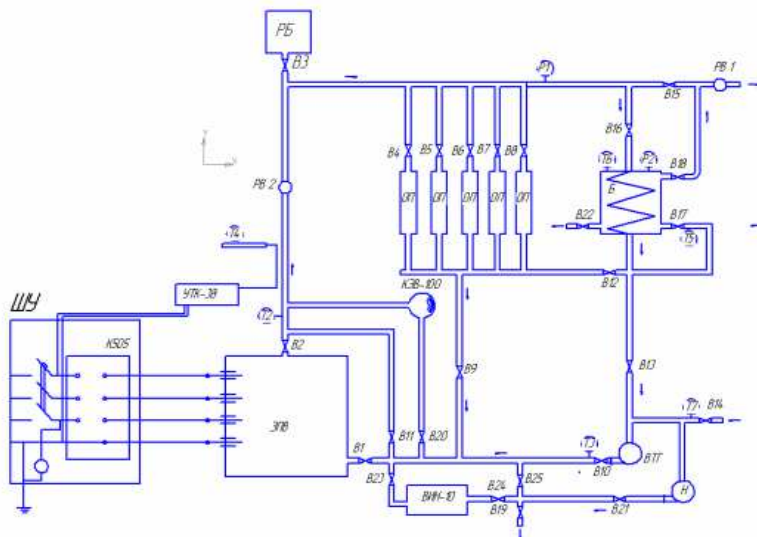 РБ
В3
Р1
РВ 1
В15
В16
В4
В5
В6
В7
В8
Т6
Р2
В18
РВ 2
ОП
ОП
ОП
ОП
ОП
Б
В22
В17
Т5
Т4
УТК-38
КЭВ-100
В12
ШУ
К505
Т2
В2
В9
В13
ЭПВ
Т7
В14
В1
В11
В20
Т3
В10
ВТГ
В23
ВИН-10
В24
В19
В25
В21
Н